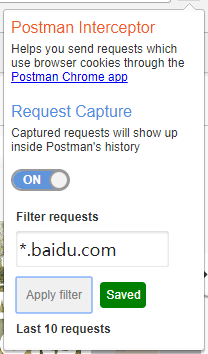 Postman Interceptor
Helps you send requests which
use browser cookies through the
Postman Chrome app
Request Capture
Captured requests will show up
inside Postman's history
ON
Filter requests
*.baidu.com
Apply filter Saved
Last 10 requests